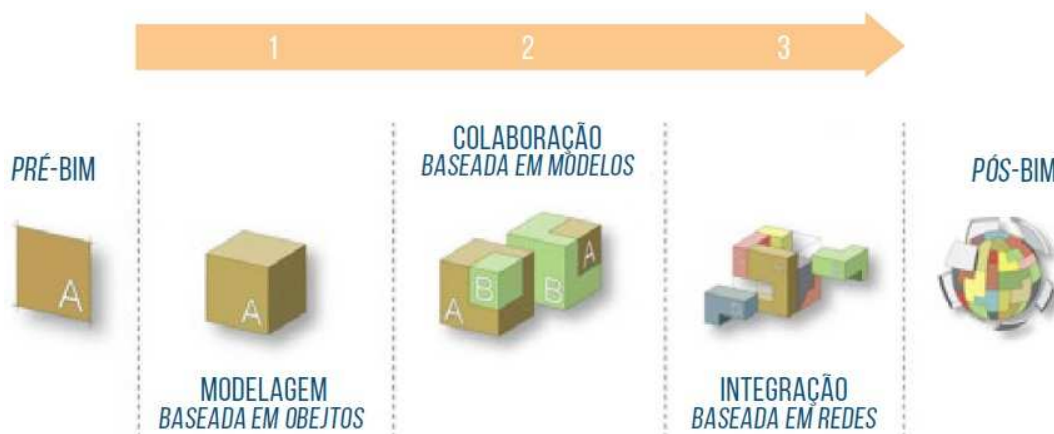 1
2
3
PRÉ-BIM
COLABORAÇÃO
BASEADA EM MODELOS
PÓS-BIM
A
A
A
B
B
A
MODELAGEM
BASEADA EM OBEJTOS
INTEGRAÇÃO
BASEADA EM REDES